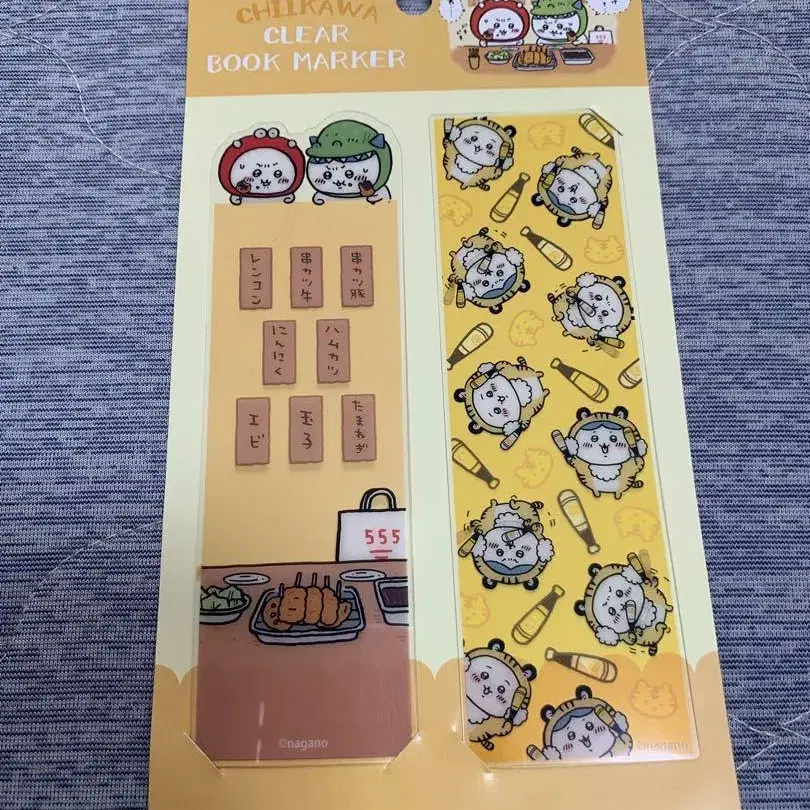 CHIIKAWA
CLEAR
BOOK MARKER
レンコン
串カツ牛
串カツ豚
にんにく
ハムカツ
エビ
玉子
たまねぎ
555
©nagano
©nagano